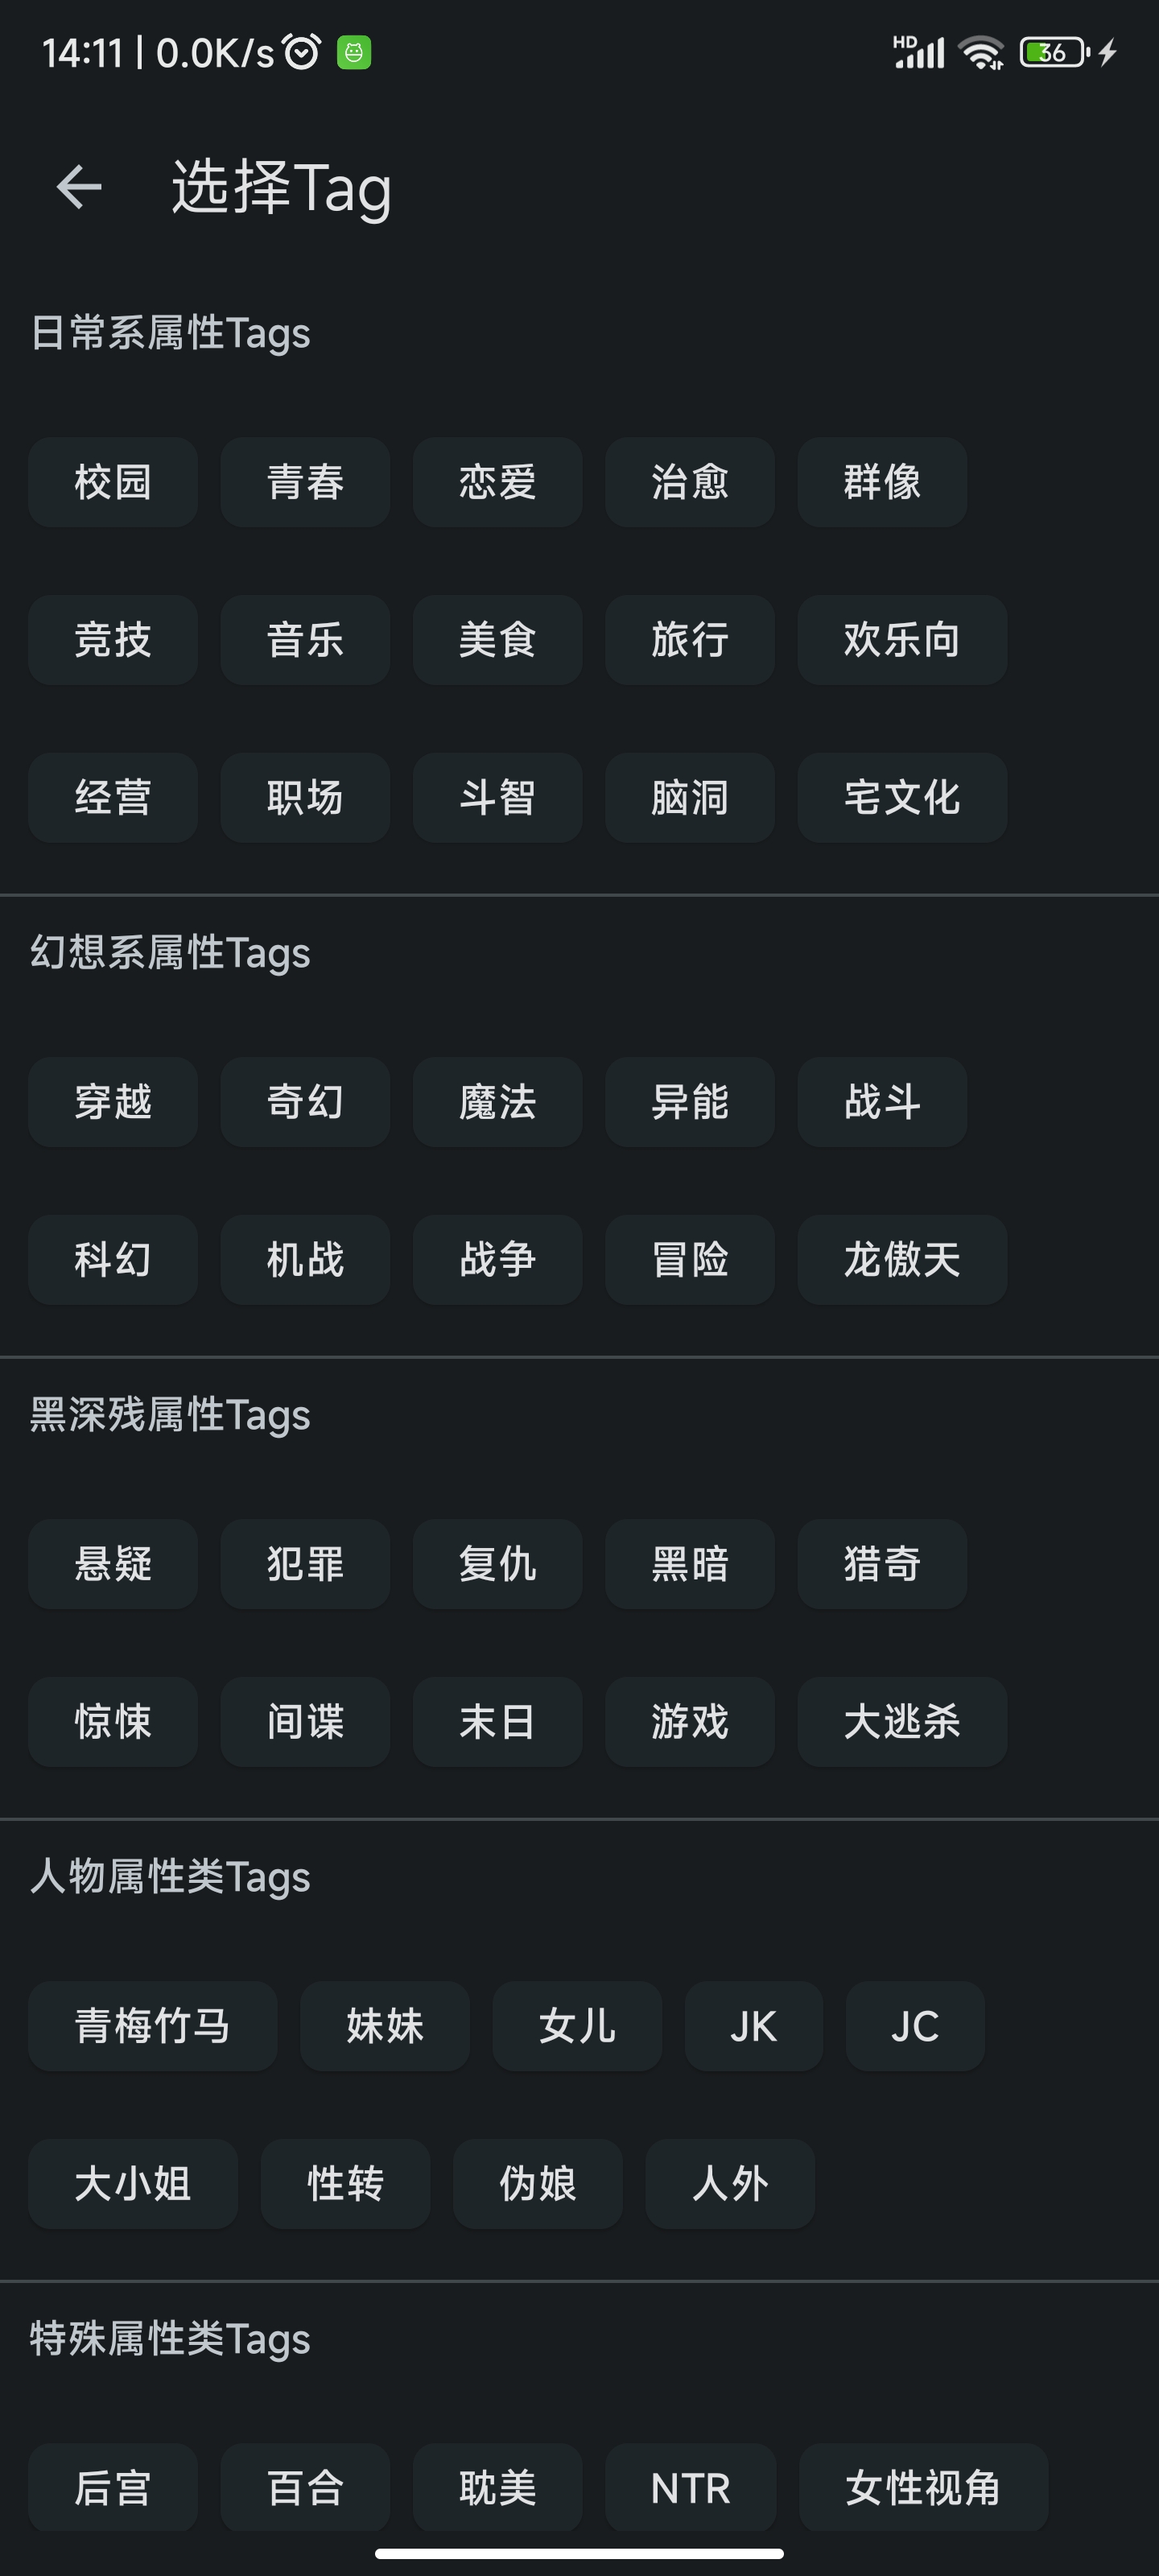 14:11 | 0.0K/s HD 36
选择Tag
日常系属性Tags
校园 青春 恋爱 治愈 群像
竞技 音乐 美食 旅行 欢乐向
经营 职场 斗智 脑洞 宅文化
幻想系属性Tags
穿越 奇幻 魔法 异能 战斗
科幻 机战 战争 冒险 龙傲天
黑深残属性Tags
悬疑 犯罪 复仇 黑暗 猎奇
惊悚 间谍 末日 游戏 大逃杀
人物属性类Tags
青梅竹马 妹妹 女儿 JK JC
大小姐 性转 伪娘 人外
特殊属性类Tags
后宫 百合 耽美 NTR 女性视角